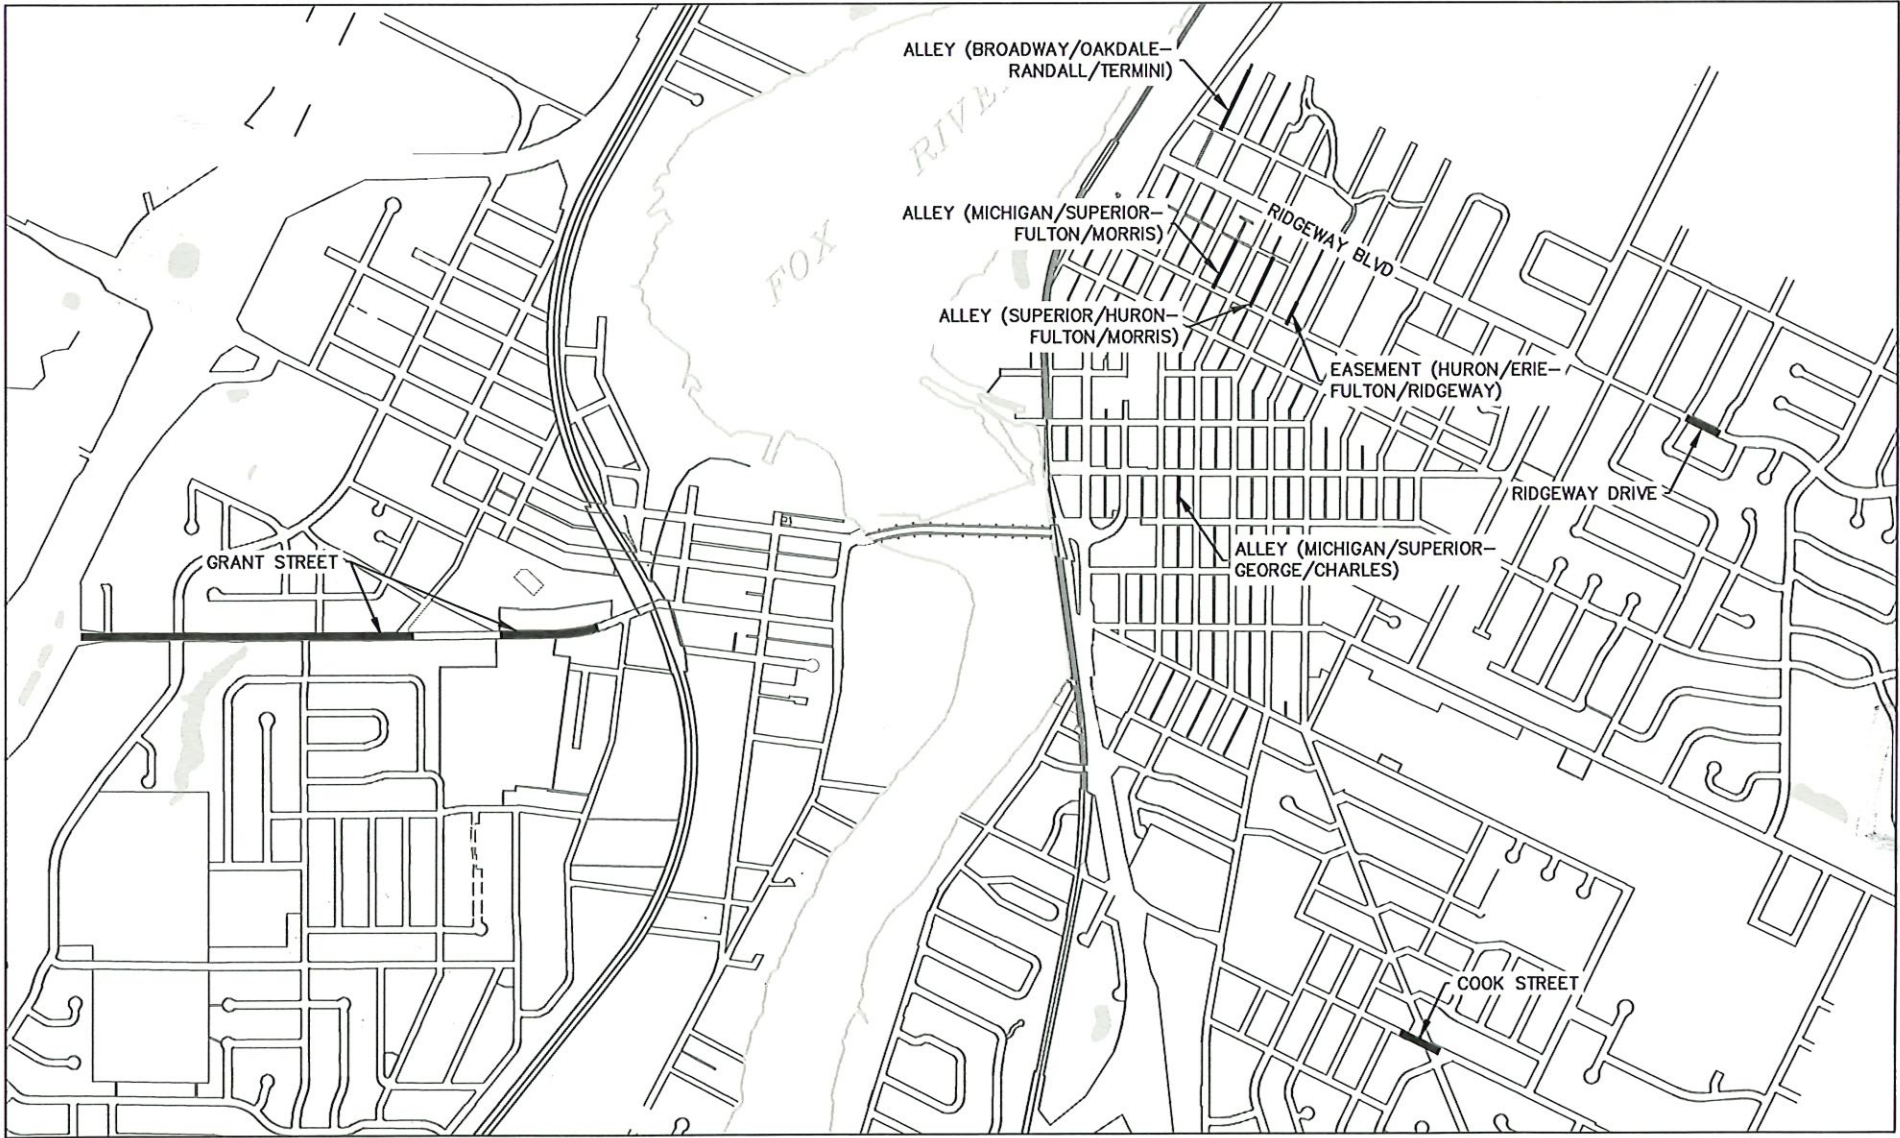 ALLEY (BROADWAY/OAKDALE–
RANDALL/TERMINI)
FOX
ALLEY (MICHIGAN/SUPERIOR–
FULTON/MORRIS)
RIDGEWAY BLVD
ALLEY (SUPERIOR/HURON–
FULTON/MORRIS)
EASEMENT (HURON/ERIE–
FULTON/RIDGEWAY)
RIDGEWAY DRIVE
GRANT STREET
ALLEY (MICHIGAN/SUPERIOR–
GEORGE/CHARLES)
COOK STREET